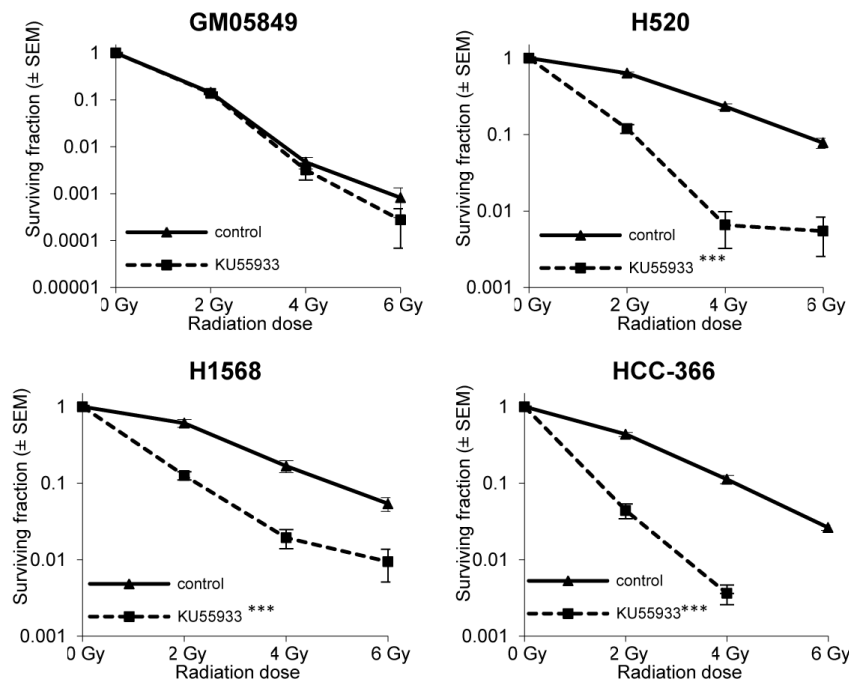 GM05849
Surviving fraction (± SEM)
1
0.1
0.01
0.001
0.0001
0.00001
control
KU55933
0 Gy 2 Gy 4 Gy 6 Gy
Radiation dose
H520
Surviving fraction (± SEM)
1
0.1
0.01
0.001
control
KU55933 ***
0 Gy 2 Gy 4 Gy 6 Gy
Radiation dose
H1568
Surviving fraction (± SEM)
1
0.1
0.01
0.001
control
KU55933 ***
0 Gy 2 Gy 4 Gy 6 Gy
Radiation dose
HCC-366
Surviving fraction (± SEM)
1
0.1
0.01
0.001
control
KU55933***
0 Gy 2 Gy 4 Gy 6 Gy
Radiation dose